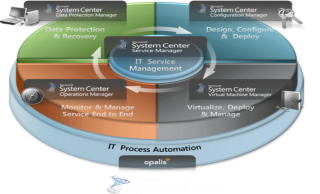 System Center
Data Protection Manager
System Center
Configuration Manager
Data Protection
& Recovery
Design, Configure
& Deploy
System Center
Service Manager
IT Service
Management
System Center
Operations Manager
System Center
Virtual Machine Manager
Monitor & Manage
Service End to End
Virtualize, Deploy
& Manage
IT Process Automation
opalis